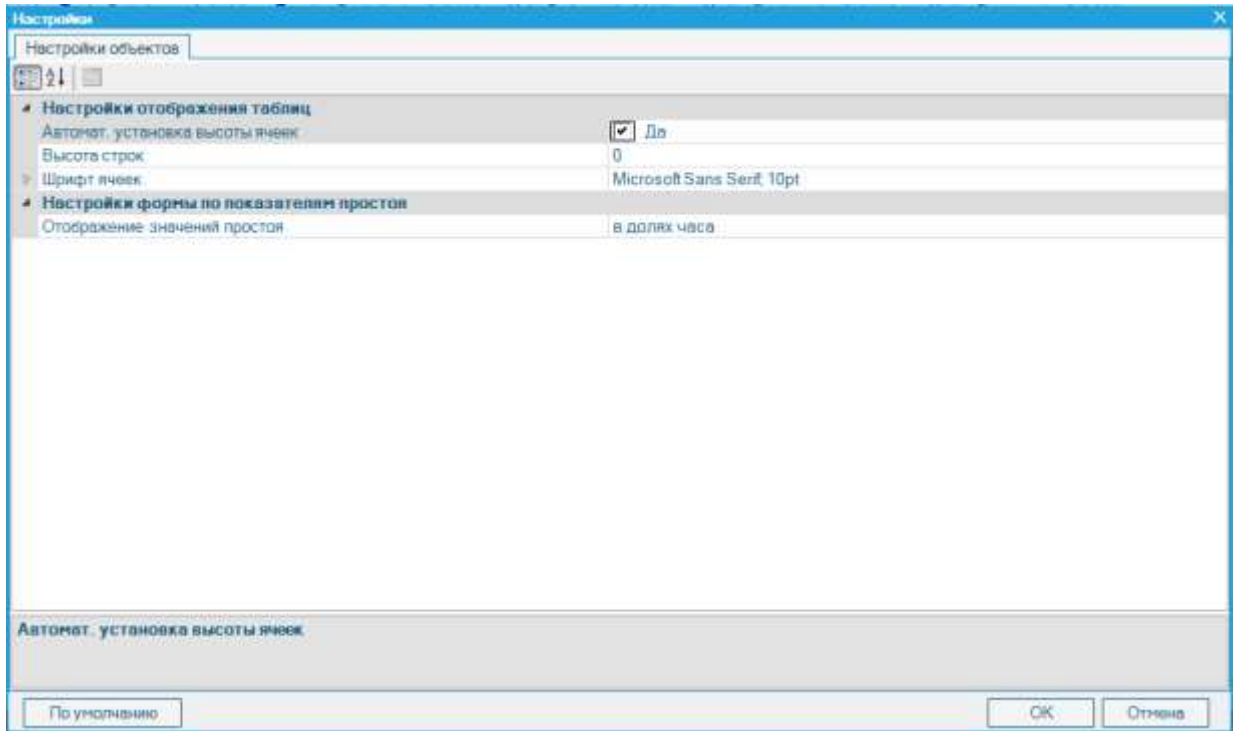 Настройки
Настройки объектов
Настройки отображения таблиц
Автомат. установка высоты ячеек Да
Высота строк 0
Шрифт ячеек Microsoft Sans Serif; 10pt
Настройки формы по показателям простоя
Отображение значений простоя в долях часа
Автомат. установка высоты ячеек
По умолчанию OK Отмена